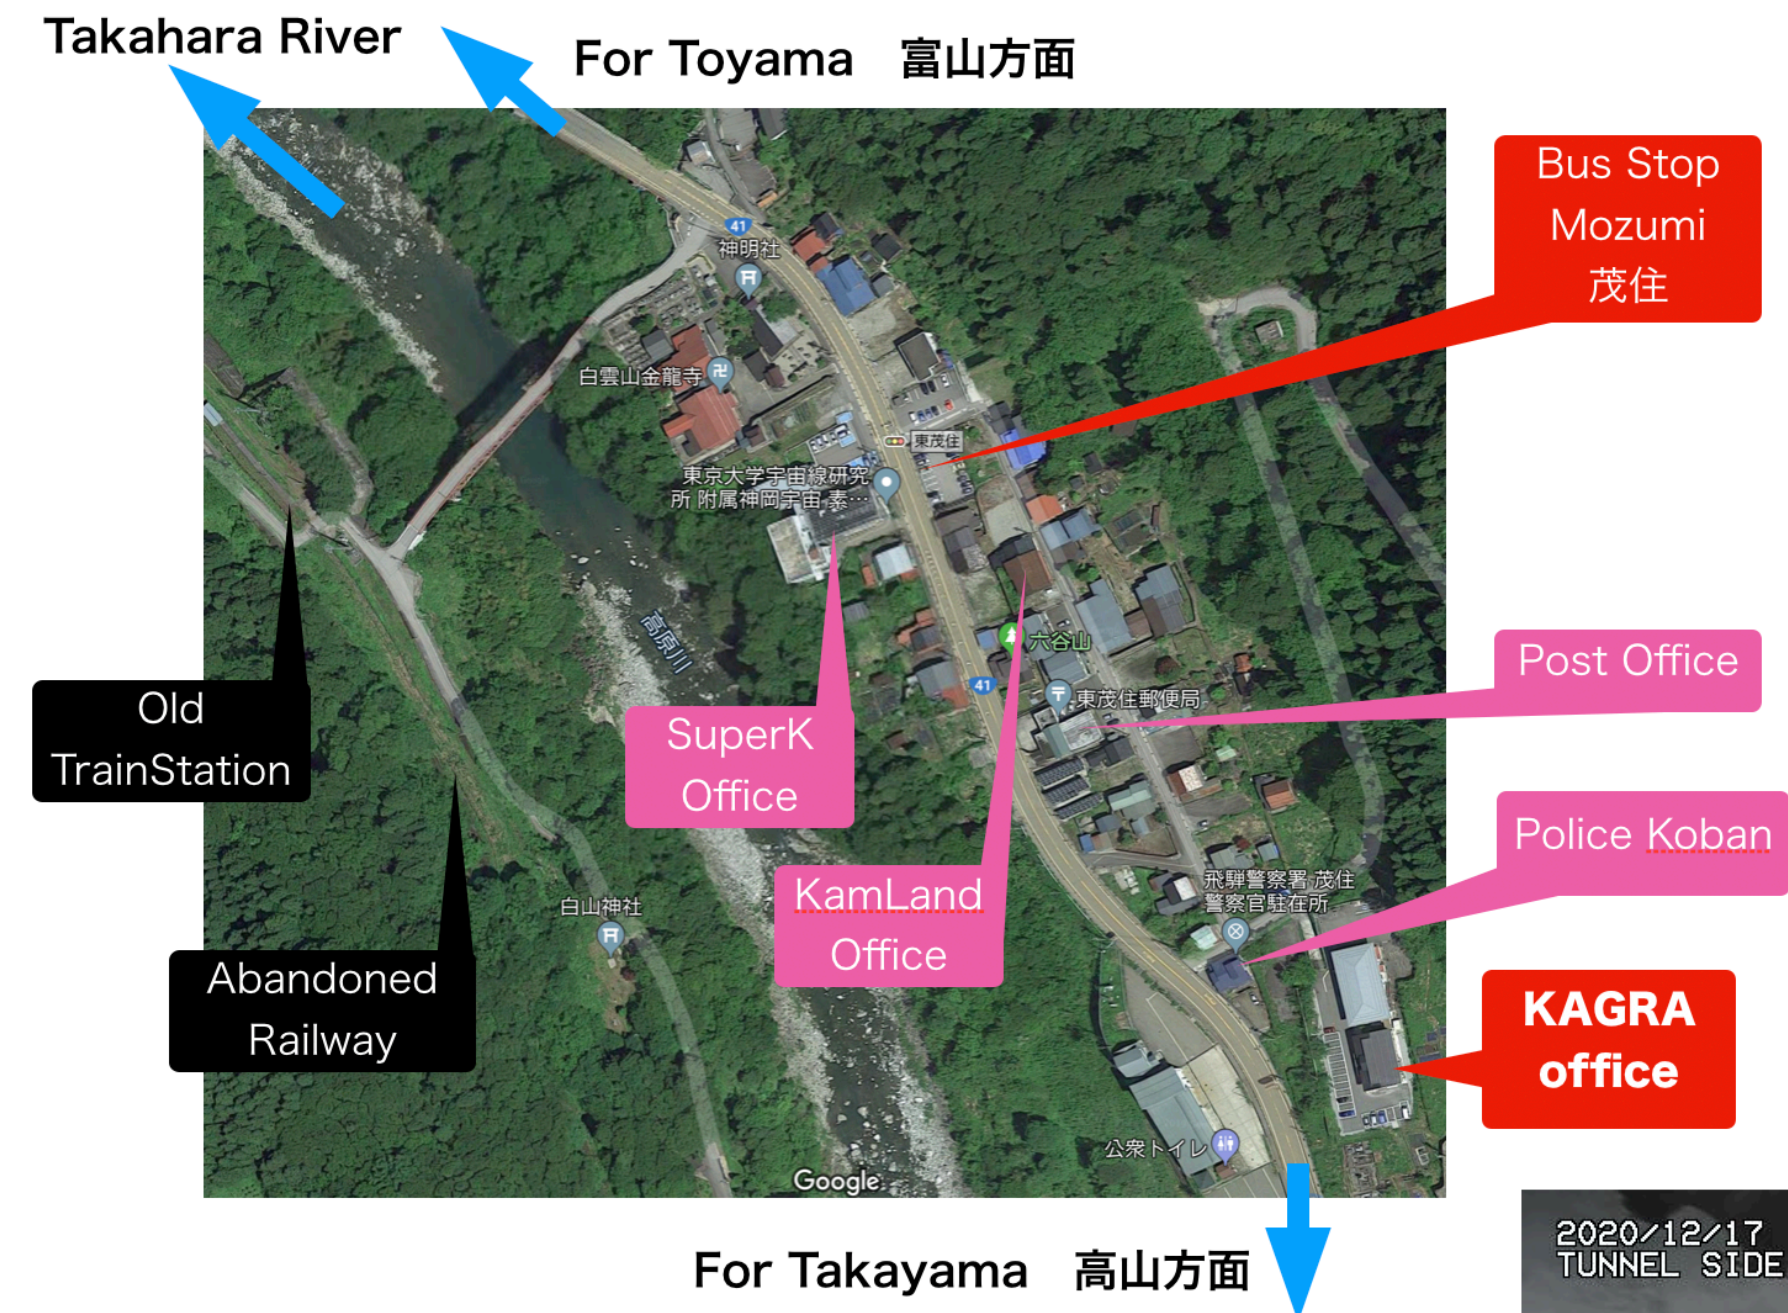 Takahara River
For Toyama 富山方面
Bus Stop
Mozumi
茂住
41
神明社
白雲山金龍寺
東茂住
東京大学宇宙線研究
所 附属神岡宇宙 素…
高原川
六谷山
41
Post Office
東茂住郵便局
Old
TrainStation
SuperK
Office
Police Koban
飛騨警察署 茂住
警察官駐在所
KamLand
Office
白山神社
Abandoned
Railway
KAGRA
office
公衆トイレ
Google
For Takayama 高山方面
2020/12/17
TUNNEL SIDE